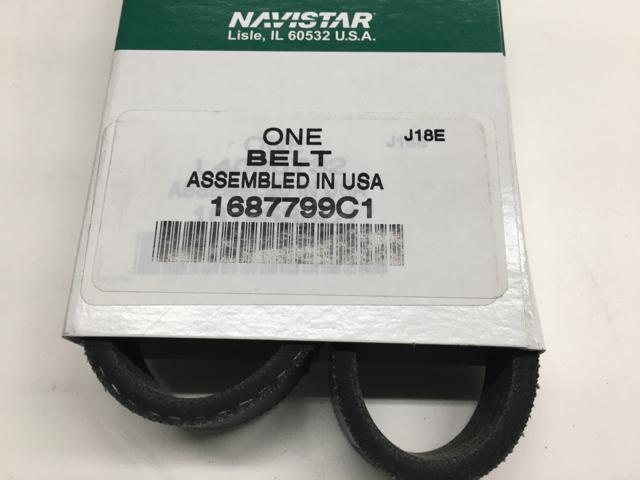 NAVISTAR
Lisle, IL 60532 U.S.A.
ONE J18E
BELT
ASSEMBLED IN USA
1687799C1